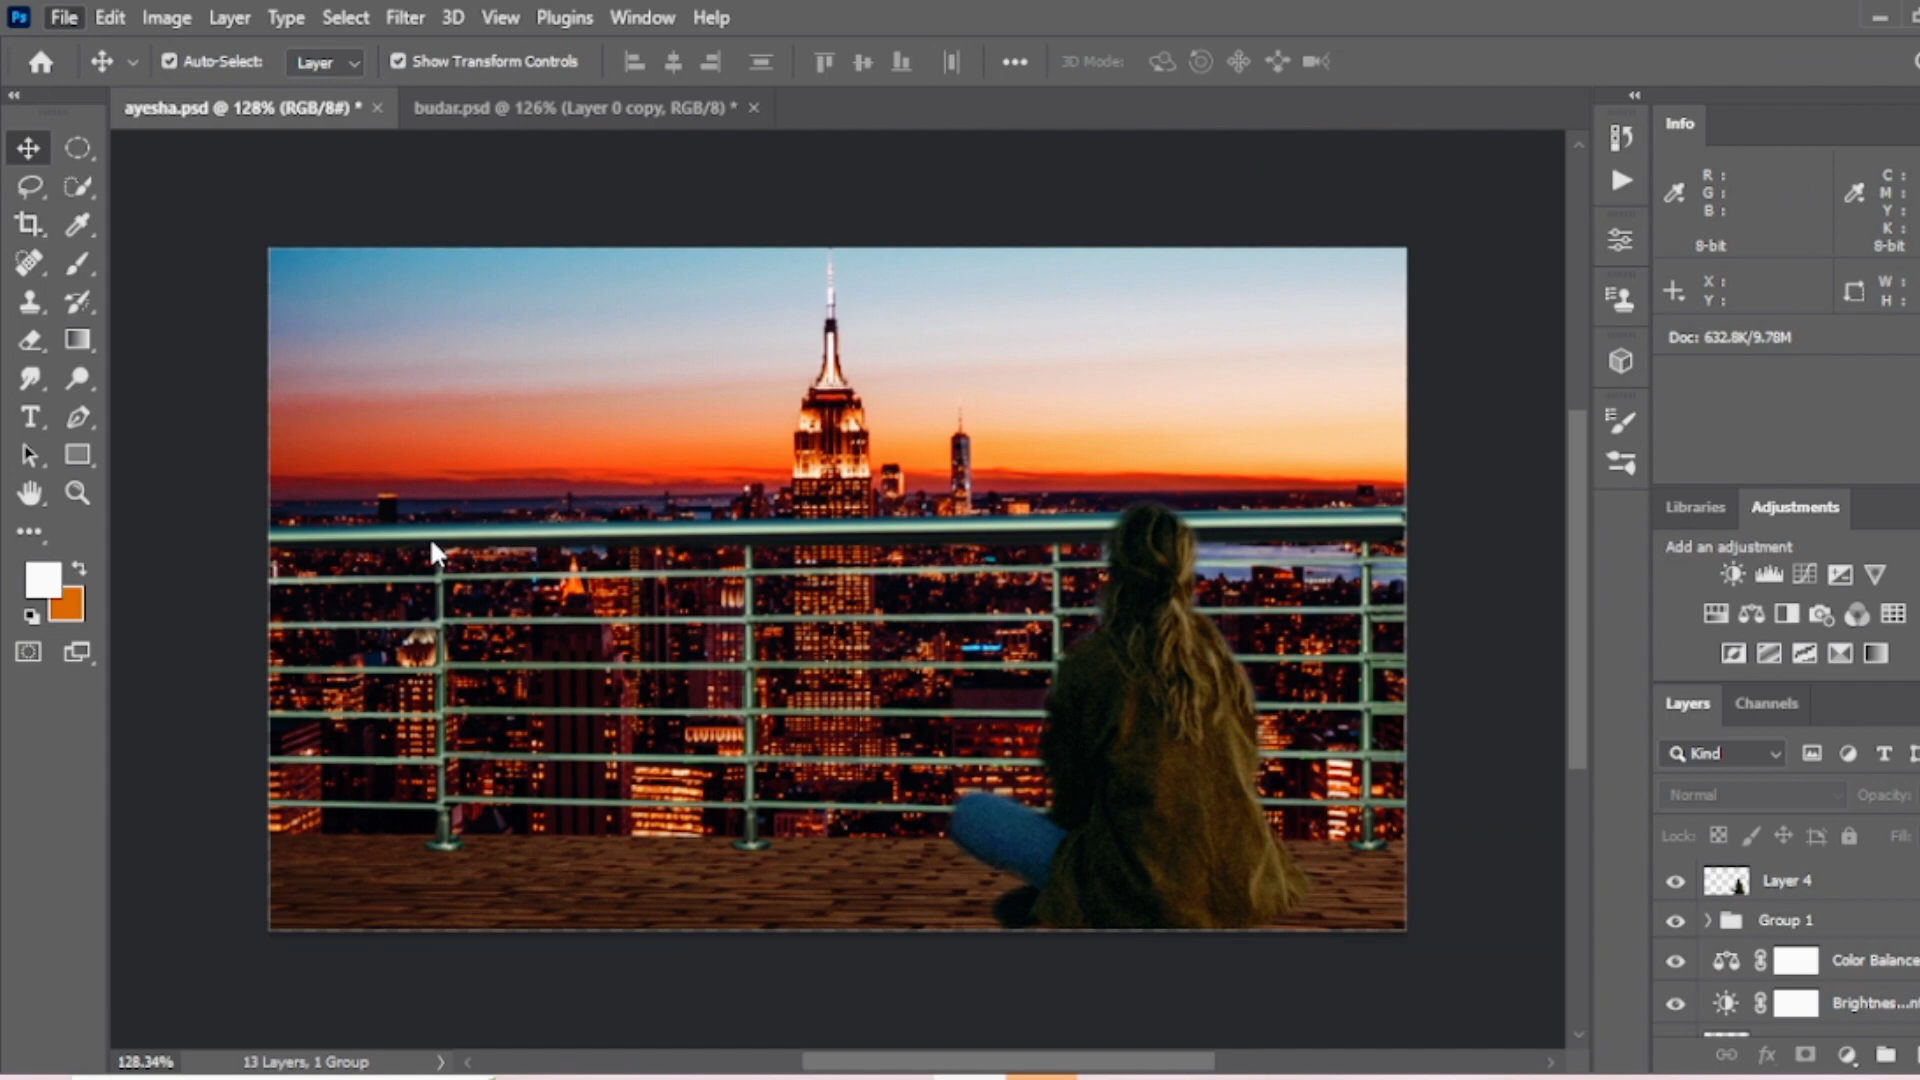 Ps File Edit Image Layer Type Select Filter 3D View Plugins Window Help
Auto-Select: Layer Show Transform Controls 3D Mode:
ayesha.psd @ 128% (RGB/8#) * × budar.psd @ 126% (Layer 0 copy, RGB/8) * ×
Info
R : C :
G : M :
B : Y :
K :
8-bit 8-bit
X : W :
Y : H :
Doc: 632.8K/9.78M
Libraries Adjustments
Add an adjustment
Layers Channels
Kind
Normal Opacity:
Lock: Fill:
Layer 4
Group 1
Color Balance
Brightnes...nt
128.34% 13 Layers, 1 Group